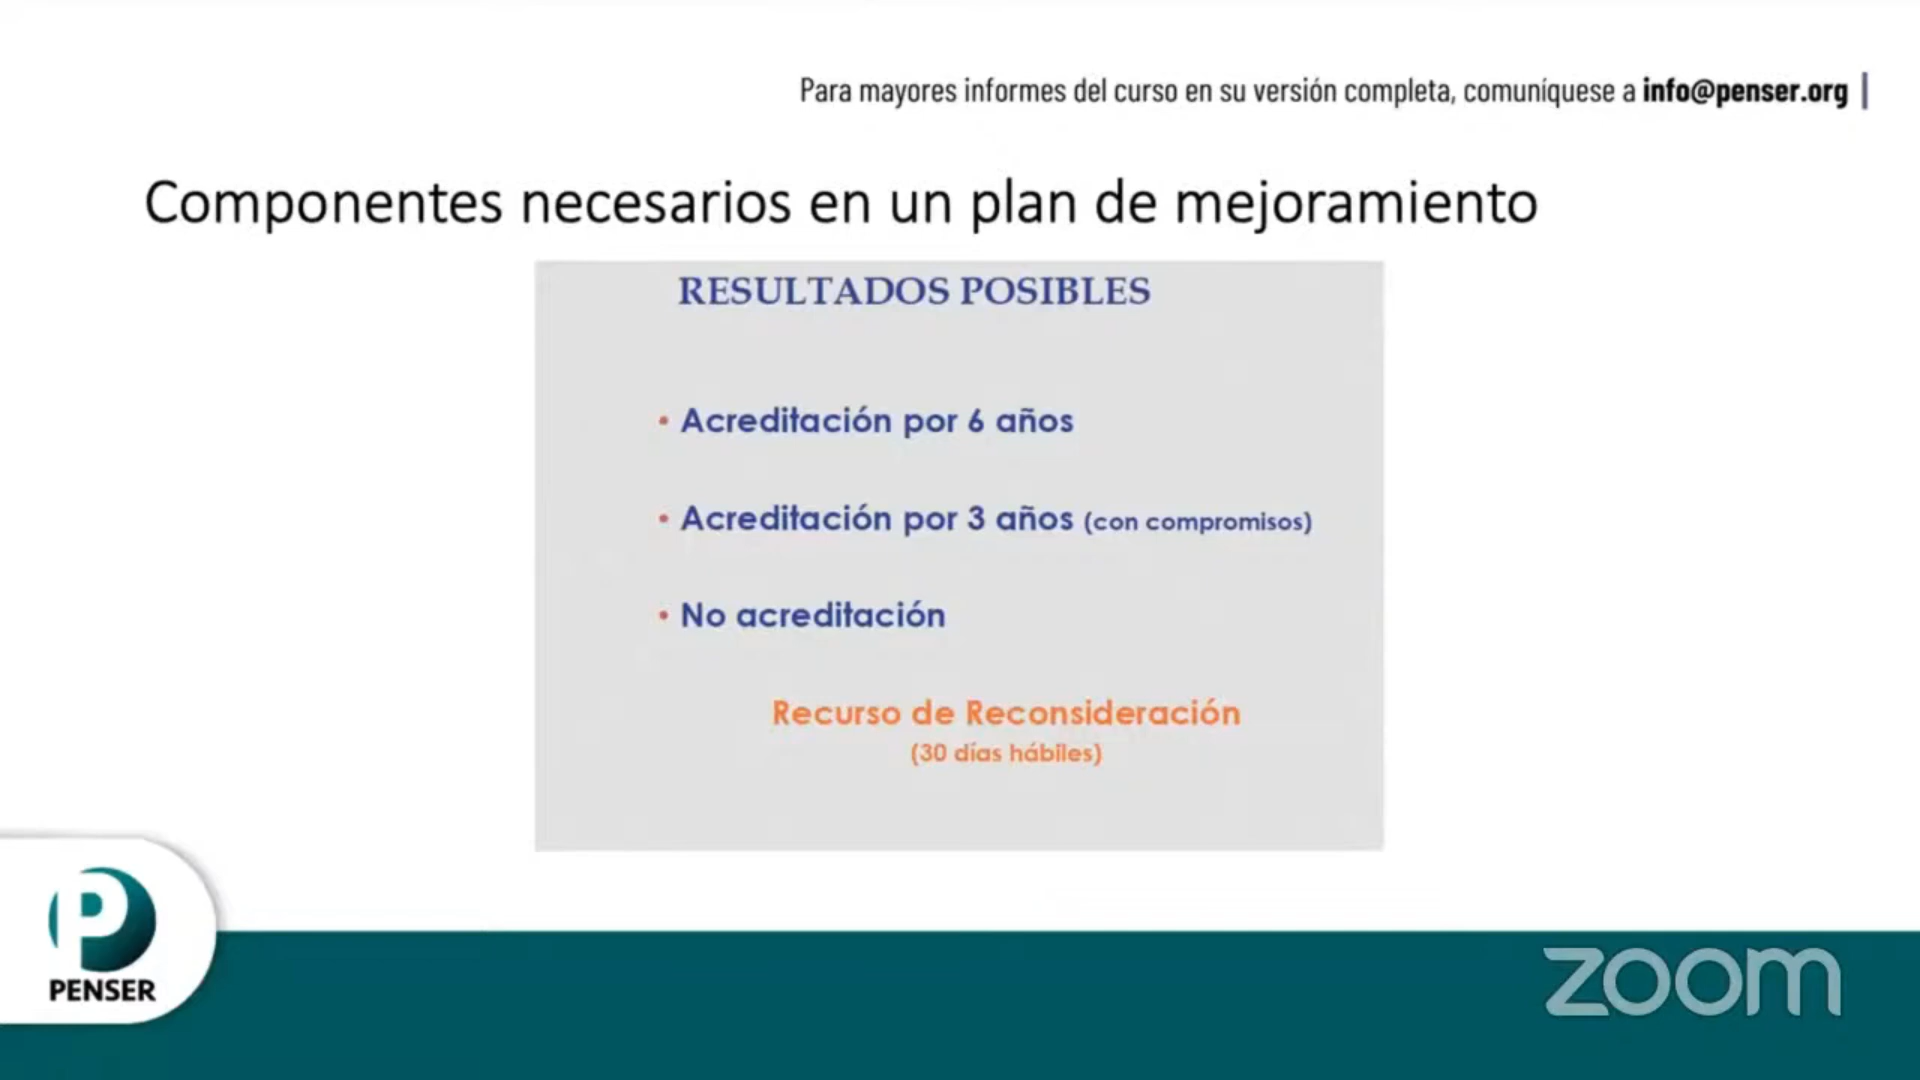 Para mayores informes del curso en su versión completa, comuníquese a info@penser.org |
Componentes necesarios en un plan de mejoramiento
RESULTADOS POSIBLES
• Acreditación por 6 años
• Acreditación por 3 años (con compromisos)
• No acreditación
Recurso de Reconsideración
(30 días hábiles)
PENSER
zoom